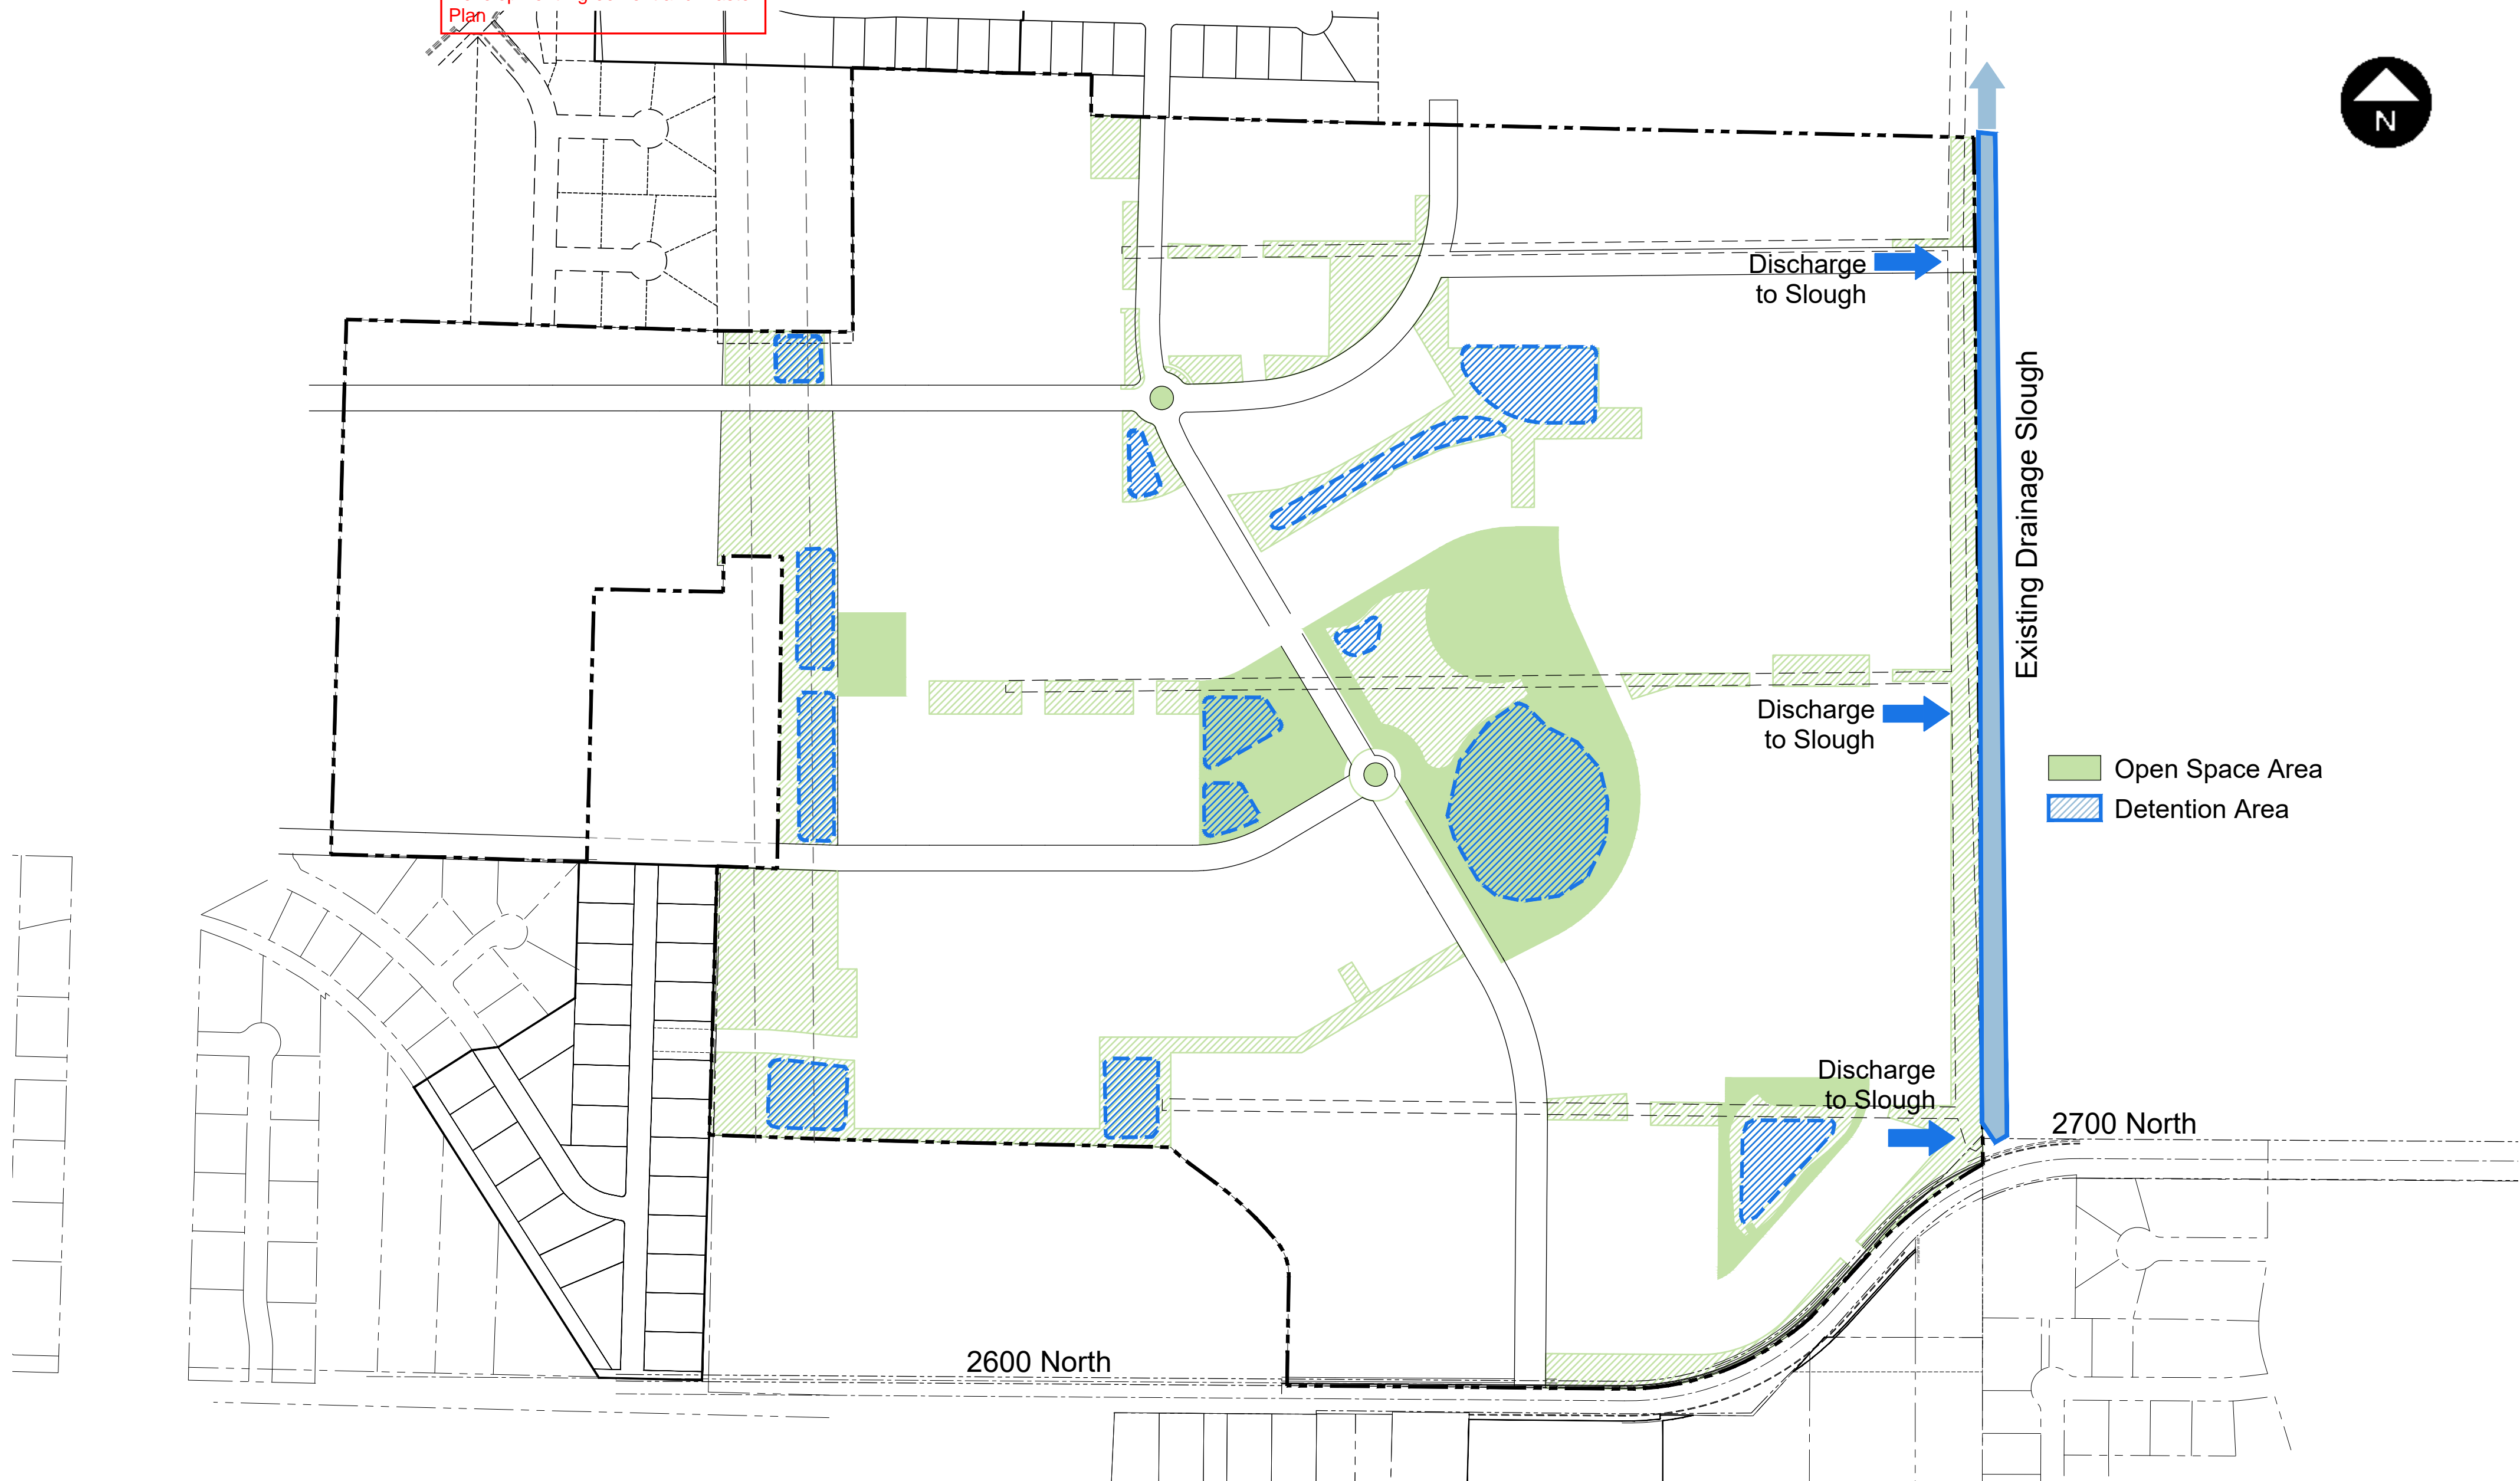 Plan
N
Discharge
to Slough
Existing Drainage Slough
Discharge
to Slough
Open Space Area
Detention Area
Discharge
to Slough
2700 North
2600 North